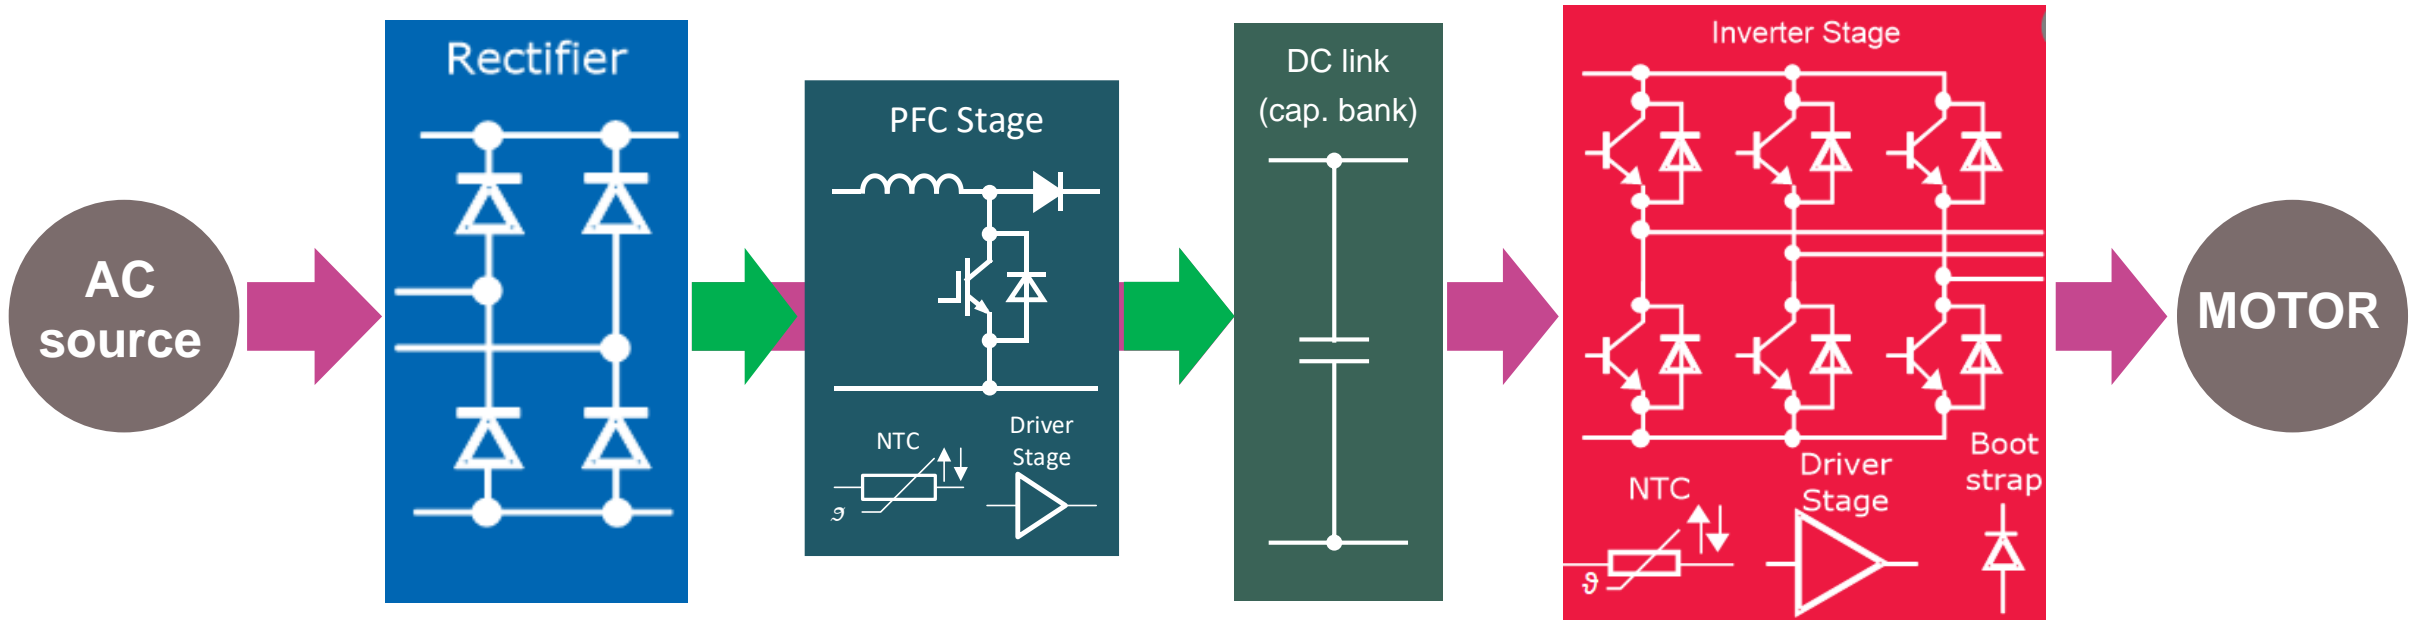 AC
source
Rectifier
PFC Stage
NTC
Driver
Stage
ϑ
DC link
(cap. bank)
Inverter Stage
NTC
Driver
Stage
Boot
strap
ϑ
MOTOR